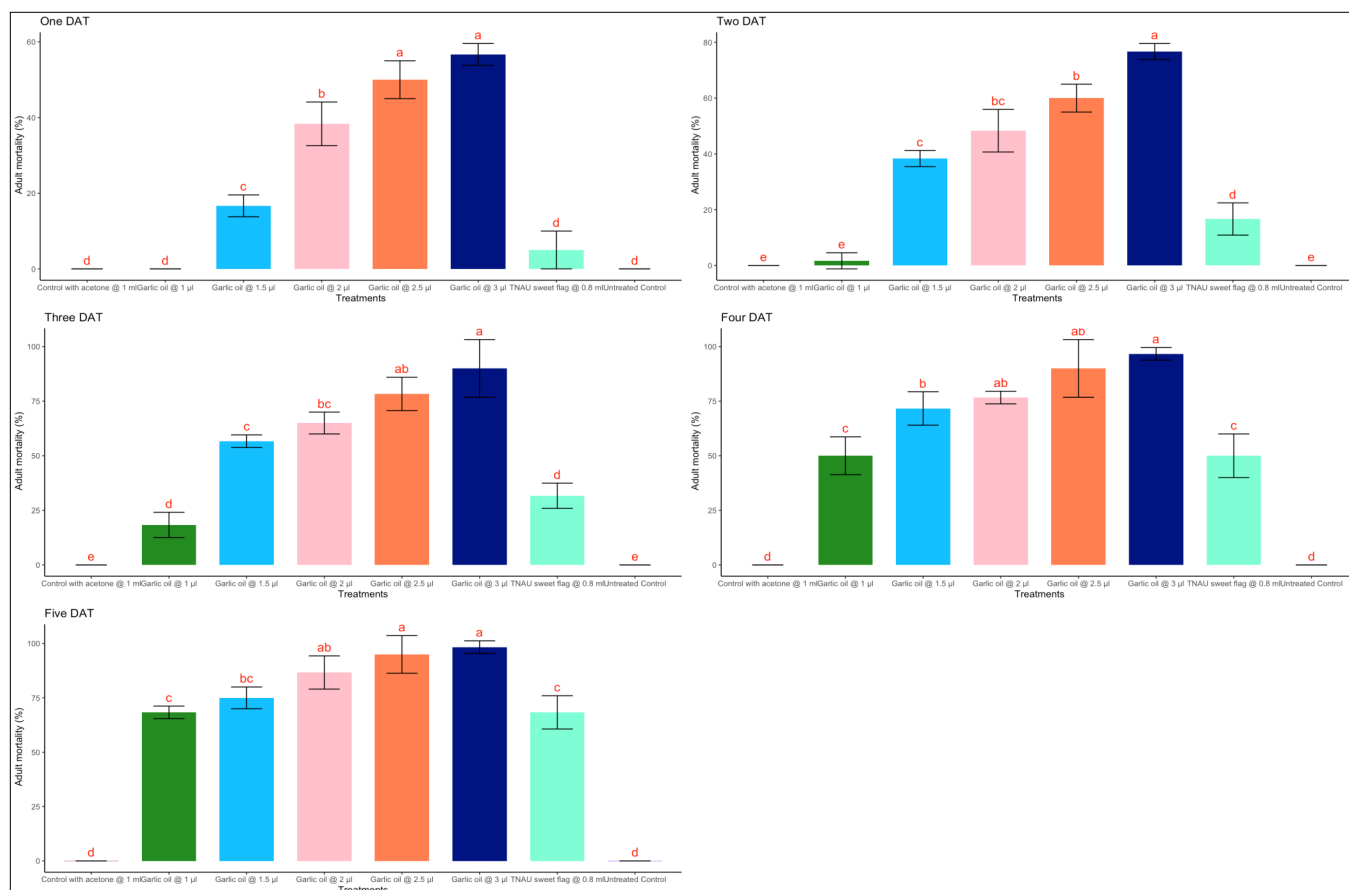 One DAT
a
a
b
c
d
d
d
d
60
40
20
0
Adult mortality (%)
Control with acetone @ 1 ml Garlic oil @ 1 µl Garlic oil @ 1.5 µl Garlic oil @ 2 µl Garlic oil @ 2.5 µl Garlic oil @ 3 µl TNAU sweet flag @ 0.8 ml Untreated Control
Treatments
Two DAT
a
b
bc
c
d
e
e
e
80
60
40
20
0
Adult mortality (%)
Control with acetone @ 1 ml Garlic oil @ 1 µl Garlic oil @ 1.5 µl Garlic oil @ 2 µl Garlic oil @ 2.5 µl Garlic oil @ 3 µl TNAU sweet flag @ 0.8 ml Untreated Control
Treatments
Three DAT
a
ab
bc
c
d
d
e
e
100
75
50
25
0
Adult mortality (%)
Control with acetone @ 1 ml Garlic oil @ 1 µl Garlic oil @ 1.5 µl Garlic oil @ 2 µl Garlic oil @ 2.5 µl Garlic oil @ 3 µl TNAU sweet flag @ 0.8 ml Untreated Control
Treatments
Four DAT
ab
a
b
ab
c
c
d
d
100
75
50
25
0
Adult mortality (%)
Control with acetone @ 1 ml Garlic oil @ 1 µl Garlic oil @ 1.5 µl Garlic oil @ 2 µl Garlic oil @ 2.5 µl Garlic oil @ 3 µl TNAU sweet flag @ 0.8 ml Untreated Control
Treatments
Five DAT
a
a
ab
bc
c
c
d
d
100
75
50
25
0
Adult mortality (%)
Control with acetone @ 1 ml Garlic oil @ 1 µl Garlic oil @ 1.5 µl Garlic oil @ 2 µl Garlic oil @ 2.5 µl Garlic oil @ 3 µl TNAU sweet flag @ 0.8 ml Untreated Control
Treatments